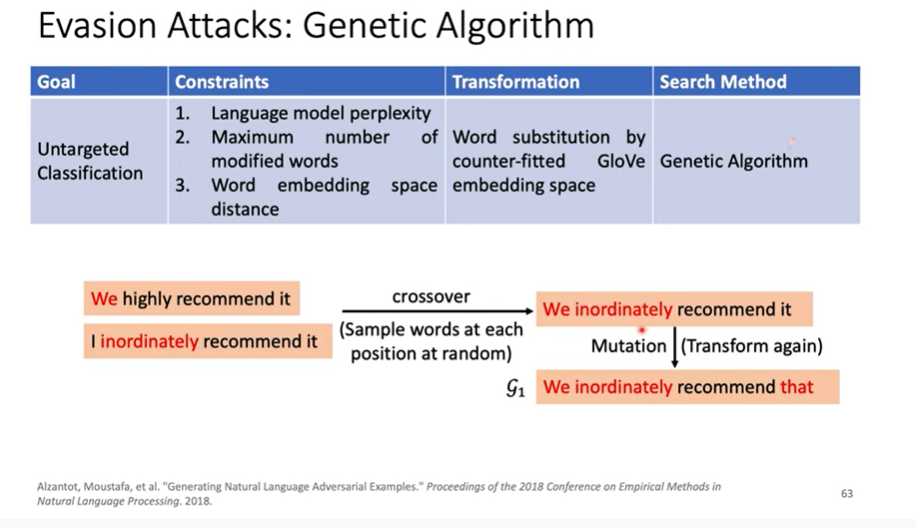 Evasion Attacks: Genetic Algorithm
Goal
Constraints
Transformation
Search Method
Untargeted
Classification
1. Language model perplexity
2. Maximum number of
modified words
3. Word embedding space
distance
Word substitution by
counter-fitted GloVe
embedding space
Genetic Algorithm
We highly recommend it
I inordinately recommend it
crossover
(Sample words at each
position at random)
We inordinately recommend it
Mutation (Transform again)
𝒢₁ We inordinately recommend that
Alzantot, Moustafa, et al. "Generating Natural Language Adversarial Examples." Proceedings of the 2018 Conference on Empirical Methods in
Natural Language Processing. 2018.
63